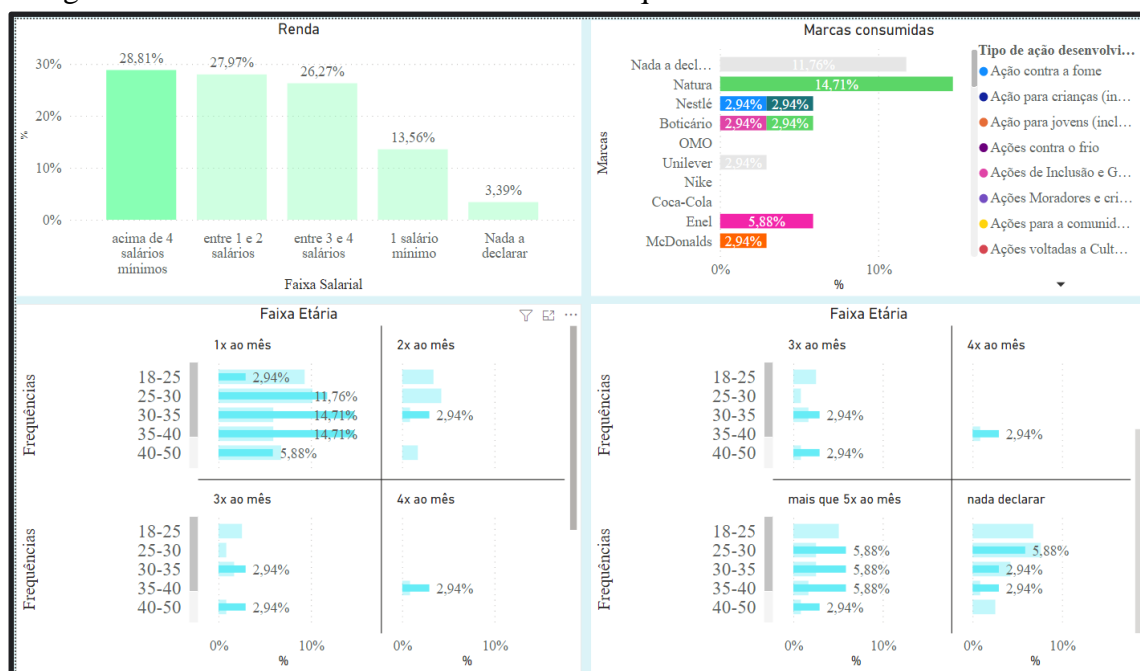 Renda
28,81%
27,97%
26,27%
13,56%
3,39%
30%
20%
10%
0%
%
acima de 4 salários mínimos
entre 1 e 2 salários
entre 3 e 4 salários
1 salário mínimo
Nada a declarar
Faixa Salarial
Marcas consumidas
Marcas
Nada a decl... 11,76%
Natura 14,71%
Nestlé 2,94% 2,94%
Boticário 2,94% 2,94%
OMO
Unilever 2,94%
Nike
Coca-Cola
Enel 5,88%
McDonalds 2,94%
0% 10%
%
Tipo de ação desenvolvi...
Ação contra a fome
Ação para crianças (in...
Ação para jovens (incl...
Ações contra o frio
Ações de Inclusão e G...
Ações Moradores e cri...
Ações para a comunid...
Ações voltadas a Cult...
Faixa Etária
1x ao mês 2x ao mês
Frequências
18-25 2,94%
25-30 11,76%
30-35 14,71% 2,94%
35-40 14,71%
40-50 5,88%
3x ao mês 4x ao mês
Frequências
18-25
25-30
30-35 2,94%
35-40 2,94%
40-50 2,94%
0% 10% 0% 10%
% %
Faixa Etária
3x ao mês 4x ao mês
Frequências
18-25
25-30
30-35 2,94%
35-40 2,94%
40-50 2,94%
mais que 5x ao mês nada declarar
Frequências
18-25
25-30 5,88% 5,88%
30-35 5,88% 2,94%
35-40 5,88% 2,94%
40-50 2,94%
0% 10% 0% 10%
% %